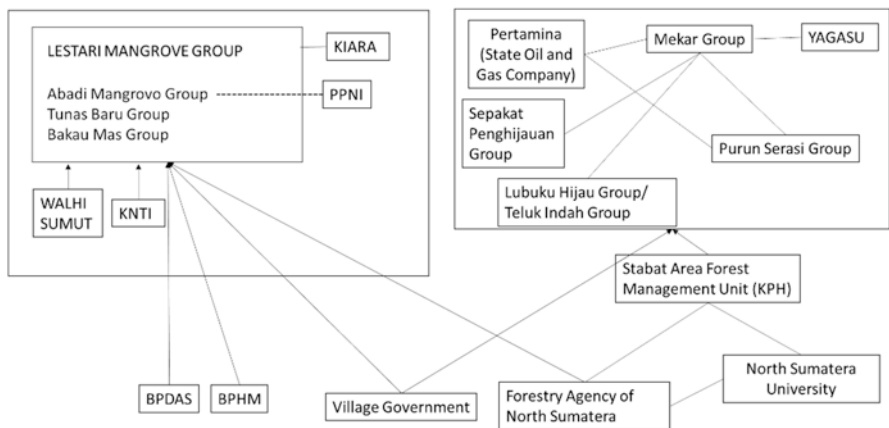 LESTARI MANGROVE GROUP
Abadi Mangrovo Group
Tunas Baru Group
Bakau Mas Group
KIARA
PPNI
WALHI
SUMUT
KNTI
Pertamina
(State Oil and
Gas Company)
Mekar Group
YAGASU
Sepakat
Penghijauan
Group
Purun Serasi Group
Lubuku Hijau Group/
Teluk Indah Group
Stabat Area Forest
Management Unit (KPH)
BPDAS
BPHM
Village Government
Forestry Agency of
North Sumatera
North Sumatera
University